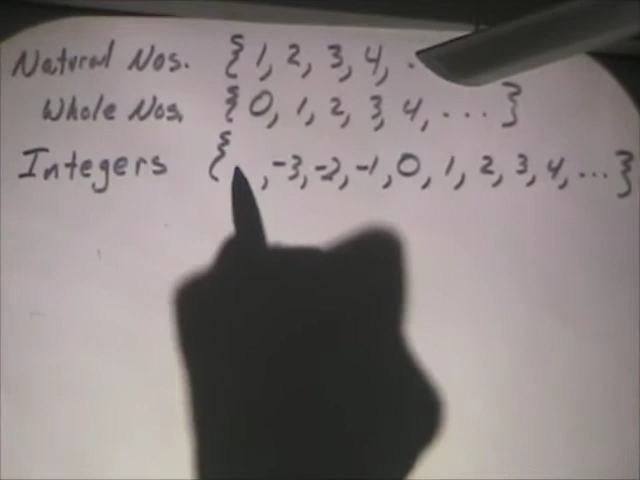 Natural Nos. {1, 2, 3, 4, .
Whole Nos. {0, 1, 2, 3, 4, ...}
Integers { , -3, -2, -1, 0, 1, 2, 3, 4, ...}